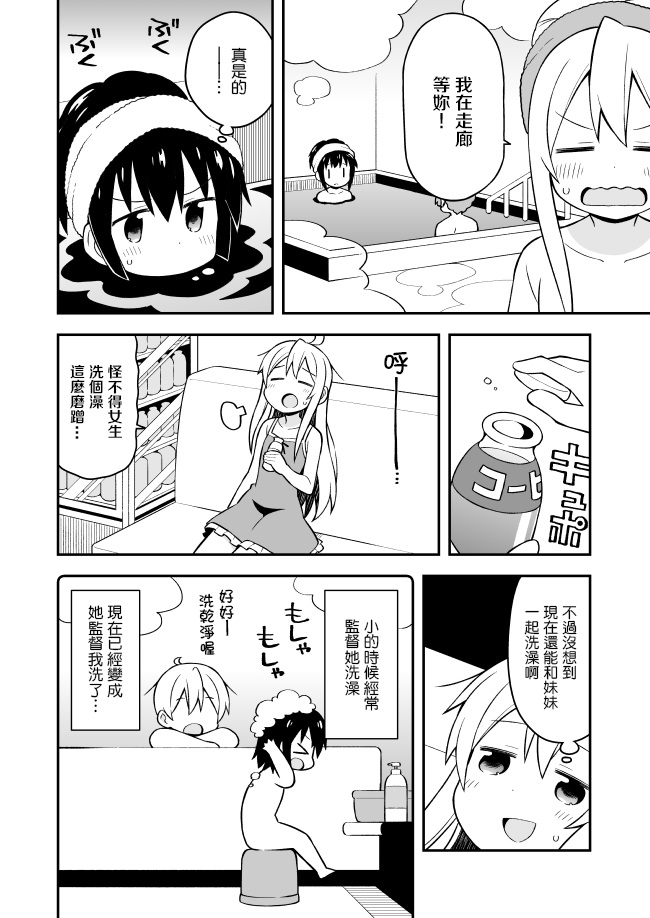 我在走廊
等妳！
真是的
……
ぶく
ぶく
キュポ
コーヒ
呼……
怪不得女生
洗個澡
這麼磨蹭…
不過沒想到
現在還能和妹妹
一起洗澡啊
小的時候經常
監督她洗澡
もしゃ
もしゃ
好好——
洗乾淨喔
現在已經變成
她監督我洗了…